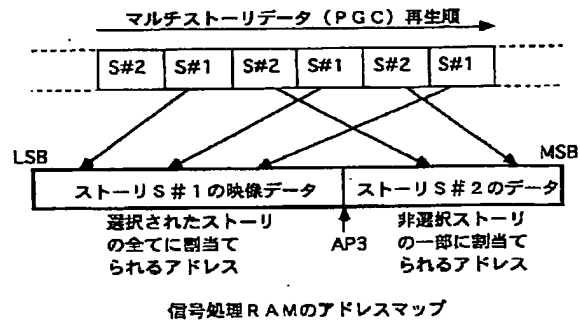 マルチストーリデータ（ＰＧＣ）再生順
S#2 S#1 S#2 S#1 S#2 S#1
LSB
MSB
ストーリＳ＃１の映像データ ストーリＳ＃２のデータ
選択されたストーリ
の全てに割当て
られるアドレス
AP3
非選択ストーリ
の一部に割当て
られるアドレス
信号処理ＲＡＭのアドレスマップ